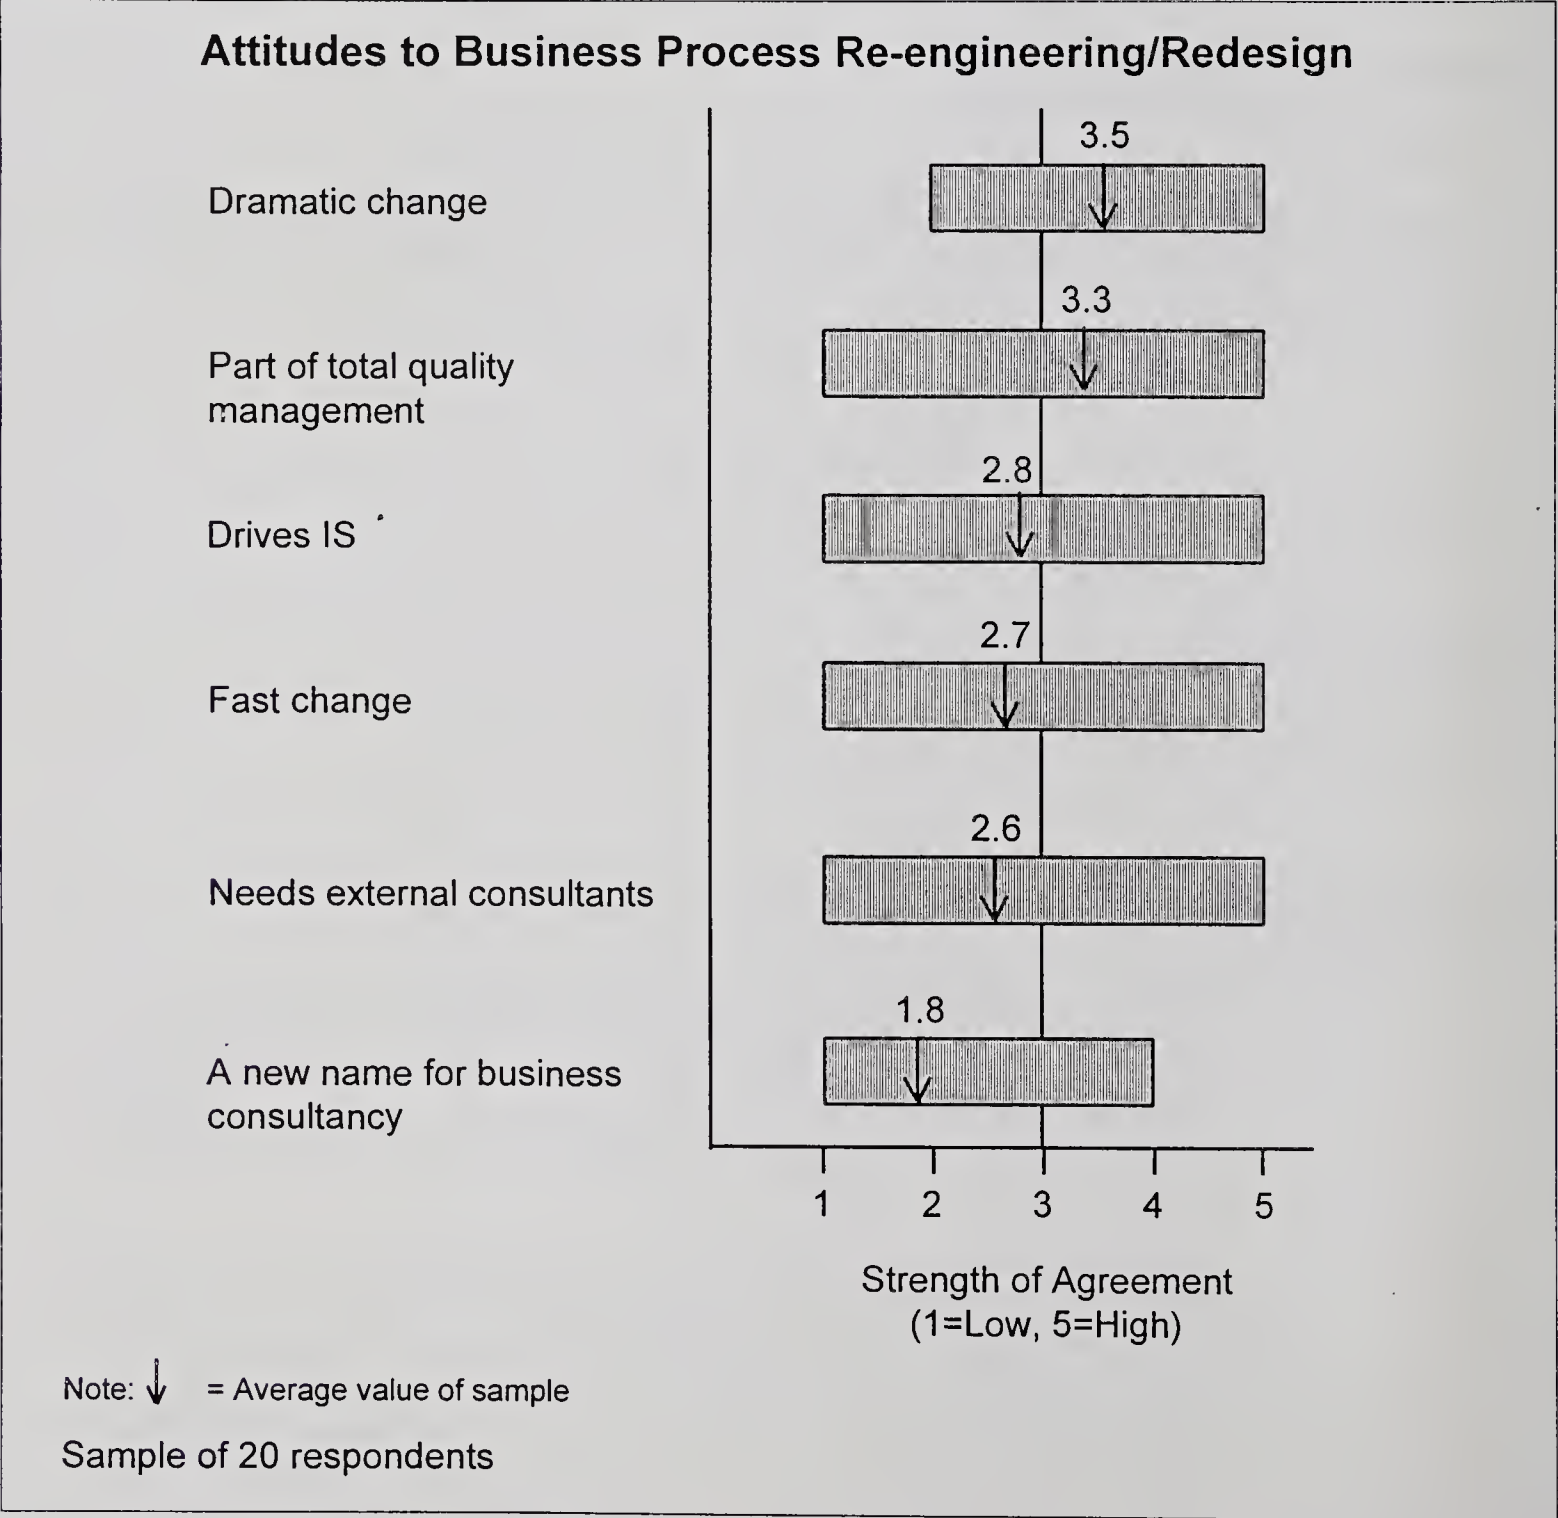 Attitudes to Business Process Re-engineering/Redesign
3.5
Dramatic change
3.3
Part of total quality
management
2.8
Drives IS
2.7
Fast change
2.6
Needs external consultants
1.8
A new name for business
consultancy
1 2 3 4 5
Strength of Agreement
(1=Low, 5=High)
Note: ↓ = Average value of sample
Sample of 20 respondents